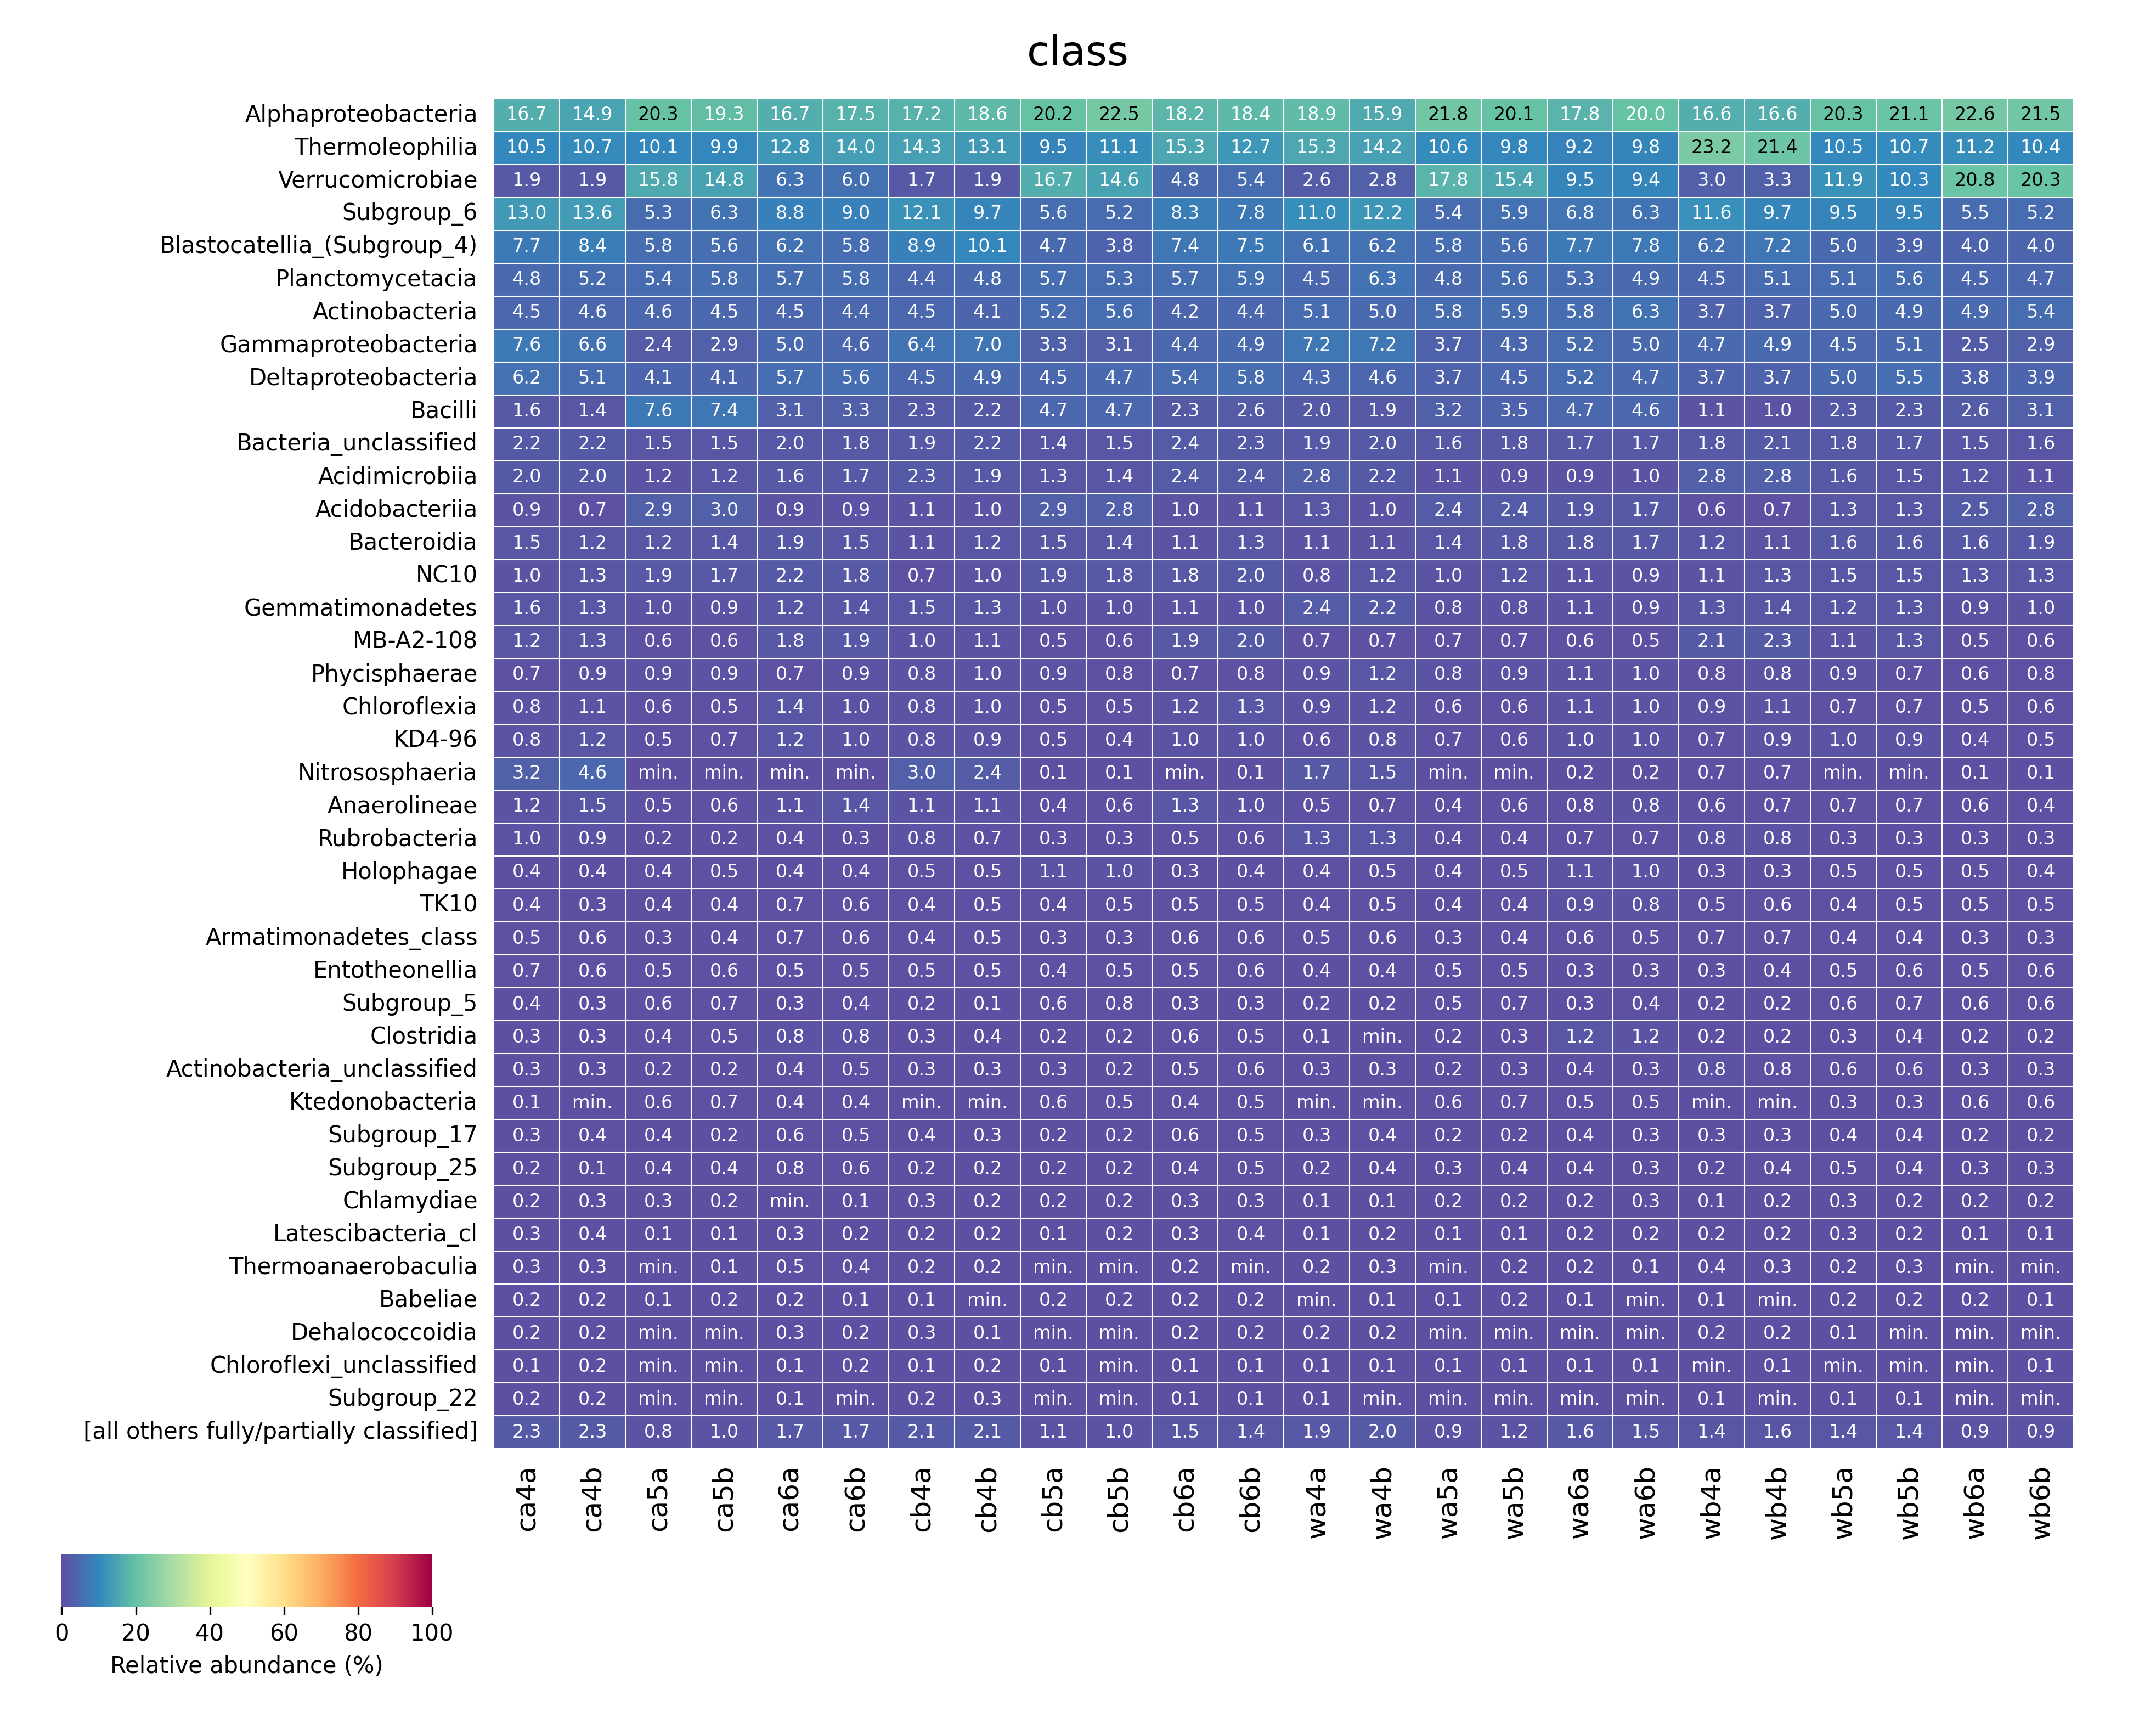 class
Alphaproteobacteria 16.7 14.9 20.3 19.3 16.7 17.5 17.2 18.6 20.2 22.5 18.2 18.4 18.9 15.9 21.8 20.1 17.8 20.0 16.6 16.6 20.3 21.1 22.6 21.5
Thermoleophilia 10.5 10.7 10.1 9.9 12.8 14.0 14.3 13.1 9.5 11.1 15.3 12.7 15.3 14.2 10.6 9.8 9.2 9.8 23.2 21.4 10.5 10.7 11.2 10.4
Verrucomicrobiae 1.9 1.9 15.8 14.8 6.3 6.0 1.7 1.9 16.7 14.6 4.8 5.4 2.6 2.8 17.8 15.4 9.5 9.4 3.0 3.3 11.9 10.3 20.8 20.3
Subgroup_6 13.0 13.6 5.3 6.3 8.8 9.0 12.1 9.7 5.6 5.2 8.3 7.8 11.0 12.2 5.4 5.9 6.8 6.3 11.6 9.7 9.5 9.5 5.5 5.2
Blastocatellia_(Subgroup_4) 7.7 8.4 5.8 5.6 6.2 5.8 8.9 10.1 4.7 3.8 7.4 7.5 6.1 6.2 5.8 5.6 7.7 7.8 6.2 7.2 5.0 3.9 4.0 4.0
Planctomycetacia 4.8 5.2 5.4 5.8 5.7 5.8 4.4 4.8 5.7 5.3 5.7 5.9 4.5 6.3 4.8 5.6 5.3 4.9 4.5 5.1 5.1 5.6 4.5 4.7
Actinobacteria 4.5 4.6 4.6 4.5 4.5 4.4 4.5 4.1 5.2 5.6 4.2 4.4 5.1 5.0 5.8 5.9 5.8 6.3 3.7 3.7 5.0 4.9 4.9 5.4
Gammaproteobacteria 7.6 6.6 2.4 2.9 5.0 4.6 6.4 7.0 3.3 3.1 4.4 4.9 7.2 7.2 3.7 4.3 5.2 5.0 4.7 4.9 4.5 5.1 2.5 2.9
Deltaproteobacteria 6.2 5.1 4.1 4.1 5.7 5.6 4.5 4.9 4.5 4.7 5.4 5.8 4.3 4.6 3.7 4.5 5.2 4.7 3.7 3.7 5.0 5.5 3.8 3.9
Bacilli 1.6 1.4 7.6 7.4 3.1 3.3 2.3 2.2 4.7 4.7 2.3 2.6 2.0 1.9 3.2 3.5 4.7 4.6 1.1 1.0 2.3 2.3 2.6 3.1
Bacteria_unclassified 2.2 2.2 1.5 1.5 2.0 1.8 1.9 2.2 1.4 1.5 2.4 2.3 1.9 2.0 1.6 1.8 1.7 1.7 1.8 2.1 1.8 1.7 1.5 1.6
Acidimicrobiia 2.0 2.0 1.2 1.2 1.6 1.7 2.3 1.9 1.3 1.4 2.4 2.4 2.8 2.2 1.1 0.9 0.9 1.0 2.8 2.8 1.6 1.5 1.2 1.1
Acidobacteriia 0.9 0.7 2.9 3.0 0.9 0.9 1.1 1.0 2.9 2.8 1.0 1.1 1.3 1.0 2.4 2.4 1.9 1.7 0.6 0.7 1.3 1.3 2.5 2.8
Bacteroidia 1.5 1.2 1.2 1.4 1.9 1.5 1.1 1.2 1.5 1.4 1.1 1.3 1.1 1.1 1.4 1.8 1.8 1.7 1.2 1.1 1.6 1.6 1.6 1.9
NC10 1.0 1.3 1.9 1.7 2.2 1.8 0.7 1.0 1.9 1.8 1.8 2.0 0.8 1.2 1.0 1.2 1.1 0.9 1.1 1.3 1.5 1.5 1.3 1.3
Gemmatimonadetes 1.6 1.3 1.0 0.9 1.2 1.4 1.5 1.3 1.0 1.0 1.1 1.0 2.4 2.2 0.8 0.8 1.1 0.9 1.3 1.4 1.2 1.3 0.9 1.0
MB-A2-108 1.2 1.3 0.6 0.6 1.8 1.9 1.0 1.1 0.5 0.6 1.9 2.0 0.7 0.7 0.7 0.7 0.6 0.5 2.1 2.3 1.1 1.3 0.5 0.6
Phycisphaerae 0.7 0.9 0.9 0.9 0.7 0.9 0.8 1.0 0.9 0.8 0.7 0.8 0.9 1.2 0.8 0.9 1.1 1.0 0.8 0.8 0.9 0.7 0.6 0.8
Chloroflexia 0.8 1.1 0.6 0.5 1.4 1.0 0.8 1.0 0.5 0.5 1.2 1.3 0.9 1.2 0.6 0.6 1.1 1.0 0.9 1.1 0.7 0.7 0.5 0.6
KD4-96 0.8 1.2 0.5 0.7 1.2 1.0 0.8 0.9 0.5 0.4 1.0 1.0 0.6 0.8 0.7 0.6 1.0 1.0 0.7 0.9 1.0 0.9 0.4 0.5
Nitrososphaeria 3.2 4.6 min. min. min. min. 3.0 2.4 0.1 0.1 min. 0.1 1.7 1.5 min. min. 0.2 0.2 0.7 0.7 min. min. 0.1 0.1
Anaerolineae 1.2 1.5 0.5 0.6 1.1 1.4 1.1 1.1 0.4 0.6 1.3 1.0 0.5 0.7 0.4 0.6 0.8 0.8 0.6 0.7 0.7 0.7 0.6 0.4
Rubrobacteria 1.0 0.9 0.2 0.2 0.4 0.3 0.8 0.7 0.3 0.3 0.5 0.6 1.3 1.3 0.4 0.4 0.7 0.7 0.8 0.8 0.3 0.3 0.3 0.3
Holophagae 0.4 0.4 0.4 0.5 0.4 0.4 0.5 0.5 1.1 1.0 0.3 0.4 0.4 0.5 0.4 0.5 1.1 1.0 0.3 0.3 0.5 0.5 0.5 0.4
TK10 0.4 0.3 0.4 0.4 0.7 0.6 0.4 0.5 0.4 0.5 0.5 0.5 0.4 0.5 0.4 0.4 0.9 0.8 0.5 0.6 0.4 0.5 0.5 0.5
Armatimonadetes_class 0.5 0.6 0.3 0.4 0.7 0.6 0.4 0.5 0.3 0.3 0.6 0.6 0.5 0.6 0.3 0.4 0.6 0.5 0.7 0.7 0.4 0.4 0.3 0.3
Entotheonellia 0.7 0.6 0.5 0.6 0.5 0.5 0.5 0.5 0.4 0.5 0.5 0.6 0.4 0.4 0.5 0.5 0.3 0.3 0.3 0.4 0.5 0.6 0.5 0.6
Subgroup_5 0.4 0.3 0.6 0.7 0.3 0.4 0.2 0.1 0.6 0.8 0.3 0.3 0.2 0.2 0.5 0.7 0.3 0.4 0.2 0.2 0.6 0.7 0.6 0.6
Clostridia 0.3 0.3 0.4 0.5 0.8 0.8 0.3 0.4 0.2 0.2 0.6 0.5 0.1 min. 0.2 0.3 1.2 1.2 0.2 0.2 0.3 0.4 0.2 0.2
Actinobacteria_unclassified 0.3 0.3 0.2 0.2 0.4 0.5 0.3 0.3 0.3 0.2 0.5 0.6 0.3 0.3 0.2 0.3 0.4 0.3 0.8 0.8 0.6 0.6 0.3 0.3
Ktedonobacteria 0.1 min. 0.6 0.7 0.4 0.4 min. min. 0.6 0.5 0.4 0.5 min. min. 0.6 0.7 0.5 0.5 min. min. 0.3 0.3 0.6 0.6
Subgroup_17 0.3 0.4 0.4 0.2 0.6 0.5 0.4 0.3 0.2 0.2 0.6 0.5 0.3 0.4 0.2 0.2 0.4 0.3 0.3 0.3 0.4 0.4 0.2 0.2
Subgroup_25 0.2 0.1 0.4 0.4 0.8 0.6 0.2 0.2 0.2 0.2 0.4 0.5 0.2 0.4 0.3 0.4 0.4 0.3 0.2 0.4 0.5 0.4 0.3 0.3
Chlamydiae 0.2 0.3 0.3 0.2 min. 0.1 0.3 0.2 0.2 0.2 0.3 0.3 0.1 0.1 0.2 0.2 0.2 0.3 0.1 0.2 0.3 0.2 0.2 0.2
Latescibacteria_cl 0.3 0.4 0.1 0.1 0.3 0.2 0.2 0.2 0.1 0.2 0.3 0.4 0.1 0.2 0.1 0.1 0.2 0.2 0.2 0.2 0.3 0.2 0.1 0.1
Thermoanaerobaculia 0.3 0.3 min. 0.1 0.5 0.4 0.2 0.2 min. min. 0.2 min. 0.2 0.3 min. 0.2 0.2 0.1 0.4 0.3 0.2 0.3 min. min.
Babeliae 0.2 0.2 0.1 0.2 0.2 0.1 0.1 min. 0.2 0.2 0.2 0.2 min. 0.1 0.1 0.2 0.1 min. 0.1 min. 0.2 0.2 0.2 0.1
Dehalococcoidia 0.2 0.2 min. min. 0.3 0.2 0.3 0.1 min. min. 0.2 0.2 0.2 0.2 min. min. min. min. 0.2 0.2 0.1 min. min. min.
Chloroflexi_unclassified 0.1 0.2 min. min. 0.1 0.2 0.1 0.2 0.1 min. 0.1 0.1 0.1 0.1 0.1 0.1 0.1 0.1 min. 0.1 min. min. min. 0.1
Subgroup_22 0.2 0.2 min. min. 0.1 min. 0.2 0.3 min. min. 0.1 0.1 0.1 min. min. min. min. min. 0.1 min. 0.1 0.1 min. min.
[all others fully/partially classified] 2.3 2.3 0.8 1.0 1.7 1.7 2.1 2.1 1.1 1.0 1.5 1.4 1.9 2.0 0.9 1.2 1.6 1.5 1.4 1.6 1.4 1.4 0.9 0.9
ca4a ca4b ca5a ca5b ca6a ca6b cb4a cb4b cb5a cb5b cb6a cb6b wa4a wa4b wa5a wa5b wa6a wa6b wb4a wb4b wb5a wb5b wb6a wb6b
0 20 40 60 80 100
Relative abundance (%)